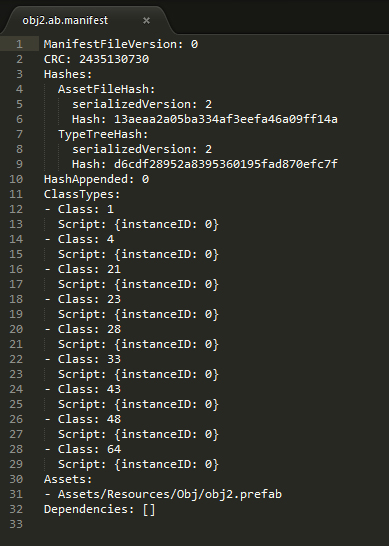 obj2.ab.manifest ×
1 ManifestFileVersion: 0
2 CRC: 2435130730
3 Hashes:
4   AssetFileHash:
5     serializedVersion: 2
6     Hash: 13aeaa2a05ba334af3eefa46a09ff14a
7   TypeTreeHash:
8     serializedVersion: 2
9     Hash: d6cdf28952a8395360195fad870efc7f
10 HashAppended: 0
11 ClassTypes:
12 - Class: 1
13   Script: {instanceID: 0}
14 - Class: 4
15   Script: {instanceID: 0}
16 - Class: 21
17   Script: {instanceID: 0}
18 - Class: 23
19   Script: {instanceID: 0}
20 - Class: 28
21   Script: {instanceID: 0}
22 - Class: 33
23   Script: {instanceID: 0}
24 - Class: 43
25   Script: {instanceID: 0}
26 - Class: 48
27   Script: {instanceID: 0}
28 - Class: 64
29   Script: {instanceID: 0}
30 Assets:
31 - Assets/Resources/Obj/obj2.prefab
32 Dependencies: []
33